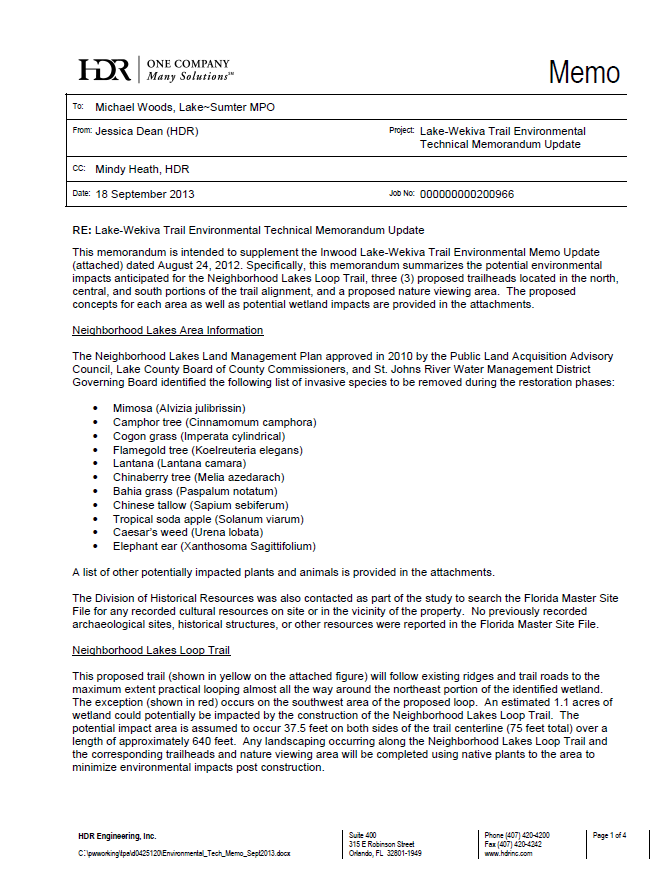 HDR ONE COMPANY
Many Solutions℠
Memo
To: Michael Woods, Lake~Sumter MPO
From: Jessica Dean (HDR) Project: Lake-Wekiva Trail Environmental
Technical Memorandum Update
CC: Mindy Heath, HDR
Date: 18 September 2013 Job No: 000000000200966
RE: Lake-Wekiva Trail Environmental Technical Memorandum Update
This memorandum is intended to supplement the Inwood Lake-Wekiva Trail Environmental Memo Update
(attached) dated August 24, 2012. Specifically, this memorandum summarizes the potential environmental
impacts anticipated for the Neighborhood Lakes Loop Trail, three (3) proposed trailheads located in the north,
central, and south portions of the trail alignment, and a proposed nature viewing area. The proposed
concepts for each area as well as potential wetland impacts are provided in the attachments.
Neighborhood Lakes Area Information
The Neighborhood Lakes Land Management Plan approved in 2010 by the Public Land Acquisition Advisory
Council, Lake County Board of County Commissioners, and St. Johns River Water Management District
Governing Board identified the following list of invasive species to be removed during the restoration phases:
• Mimosa (Alvizia julibrissin)
• Camphor tree (Cinnamomum camphora)
• Cogon grass (Imperata cylindrical)
• Flamegold tree (Koelreuteria elegans)
• Lantana (Lantana camara)
• Chinaberry tree (Melia azedarach)
• Bahia grass (Paspalum notatum)
• Chinese tallow (Sapium sebiferum)
• Tropical soda apple (Solanum viarum)
• Caesar's weed (Urena lobata)
• Elephant ear (Xanthosoma Sagittifolium)
A list of other potentially impacted plants and animals is provided in the attachments.
The Division of Historical Resources was also contacted as part of the study to search the Florida Master Site
File for any recorded cultural resources on site or in the vicinity of the property. No previously recorded
archaeological sites, historical structures, or other resources were reported in the Florida Master Site File.
Neighborhood Lakes Loop Trail
This proposed trail (shown in yellow on the attached figure) will follow existing ridges and trail roads to the
maximum extent practical looping almost all the way around the northeast portion of the identified wetland.
The exception (shown in red) occurs on the southwest area of the proposed loop. An estimated 1.1 acres of
wetland could potentially be impacted by the construction of the Neighborhood Lakes Loop Trail. The
potential impact area is assumed to occur 37.5 feet on both sides of the trail centerline (75 feet total) over a
length of approximately 640 feet. Any landscaping occurring along the Neighborhood Lakes Loop Trail and
the corresponding trailheads and nature viewing area will be completed using native plants to the area to
minimize environmental impacts post construction.
HDR Engineering, Inc. Suite 400 Phone (407) 420-4200 Page 1 of 4
315 E Robinson Street Fax (407) 420-4242
C:\pwworking\tpa\d0425120\Environmental_Tech_Memo_Sept2013.docx Orlando, FL 32801-1949 www.hdrinc.com